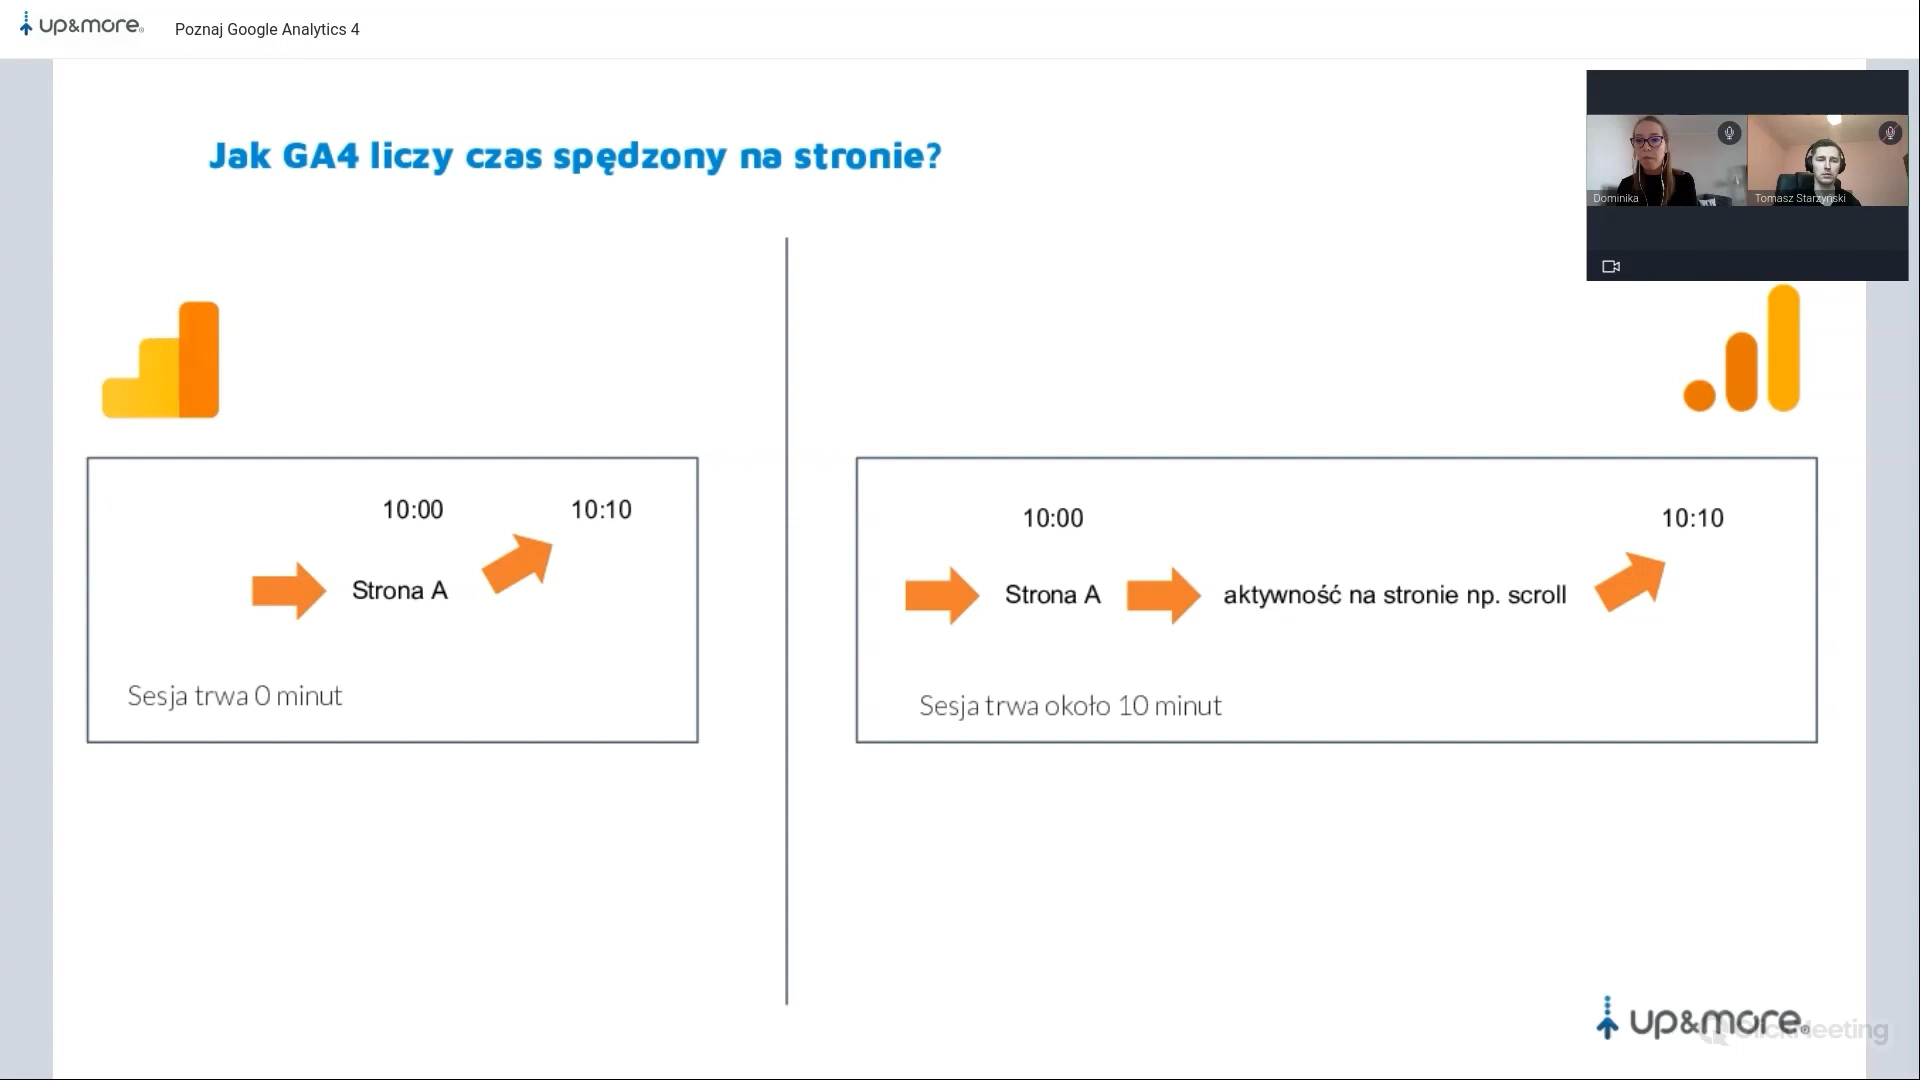 up&more®
Poznaj Google Analytics 4
Jak GA4 liczy czas spędzony na stronie?
Dominika
Tomasz Starzyński
10:00
10:10
Strona A
Sesja trwa 0 minut
10:00
10:10
Strona A
aktywność na stronie np. scroll
Sesja trwa około 10 minut
up&more®
ClickMeeting